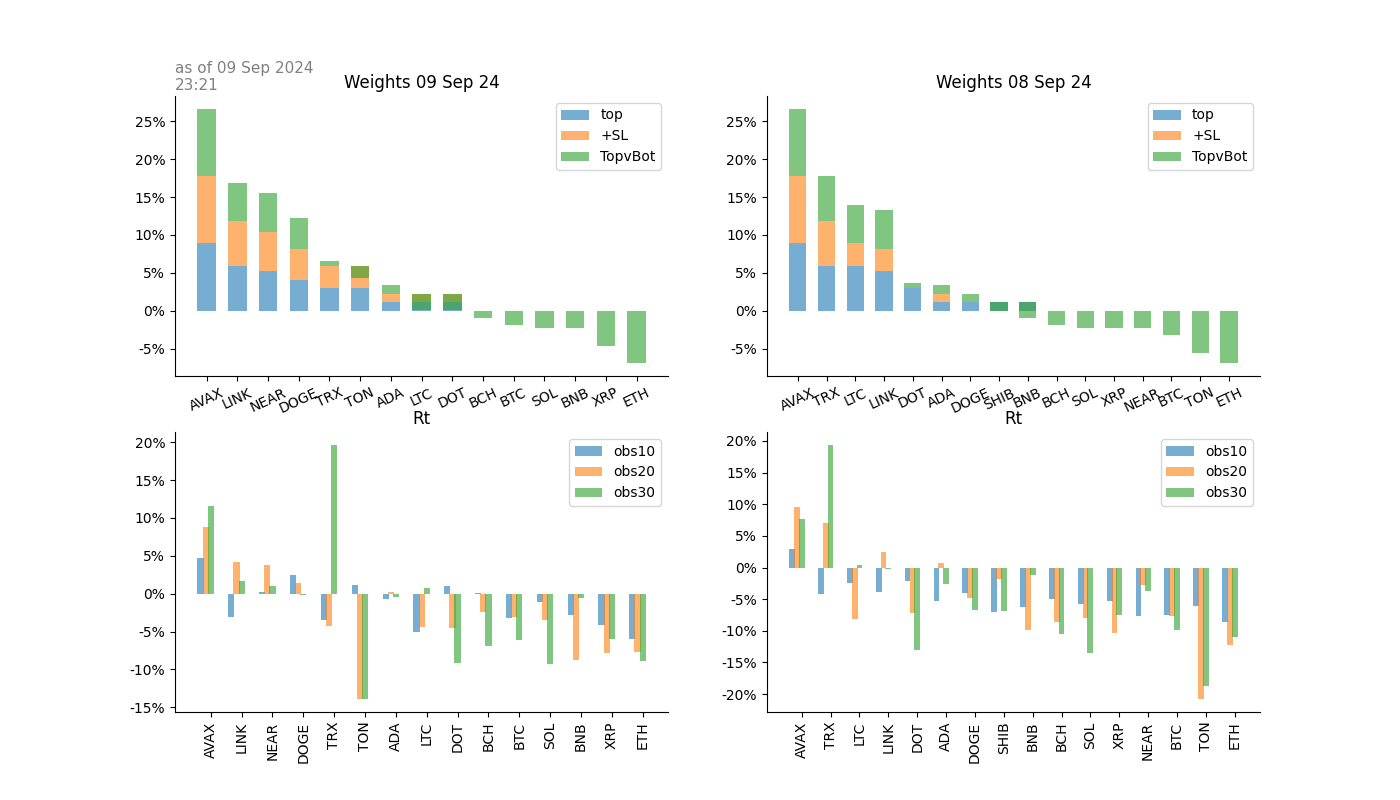 as of 09 Sep 2024
23:21
Weights 09 Sep 24
25%
20%
15%
10%
5%
0%
-5%
top
+SL
TopvBot
AVAX LINK NEAR DOGE TRX TON ADA LTC DOT BCH BTC SOL BNB XRP ETH
Weights 08 Sep 24
25%
20%
15%
10%
5%
0%
-5%
top
+SL
TopvBot
AVAX TRX LTC LINK DOT ADA DOGE SHIB BNB BCH SOL XRP NEAR BTC TON ETH
Rt
20%
15%
10%
5%
0%
-5%
-10%
-15%
obs10
obs20
obs30
AVAX LINK NEAR DOGE TRX TON ADA LTC DOT BCH BTC SOL BNB XRP ETH
Rt
20%
15%
10%
5%
0%
-5%
-10%
-15%
-20%
obs10
obs20
obs30
AVAX TRX LTC LINK DOT ADA DOGE SHIB BNB BCH SOL XRP NEAR BTC TON ETH